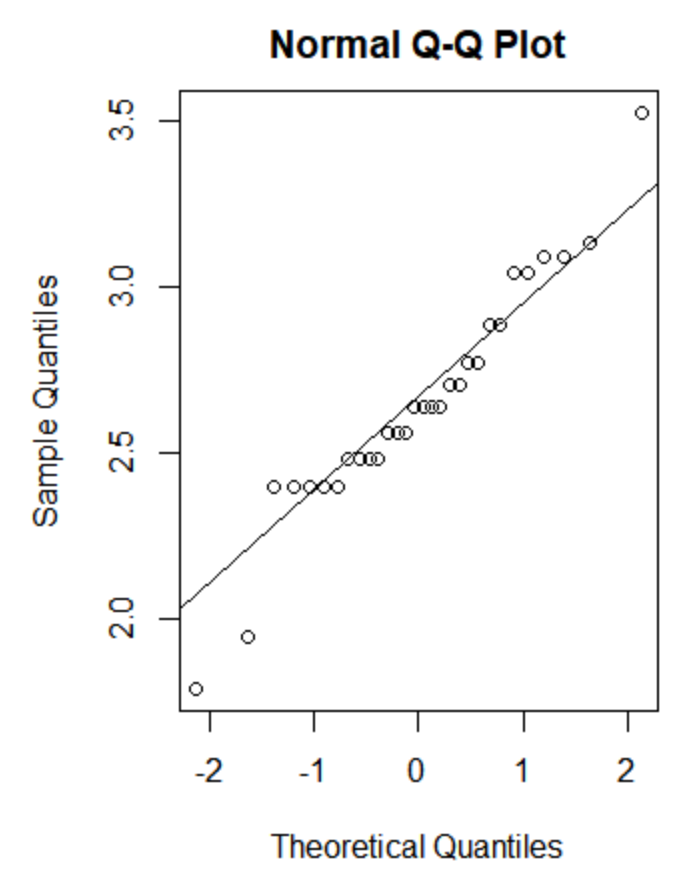 Normal Q-Q Plot
3.5
3.0
2.5
2.0
Sample Quantiles
-2 -1 0 1 2
Theoretical Quantiles